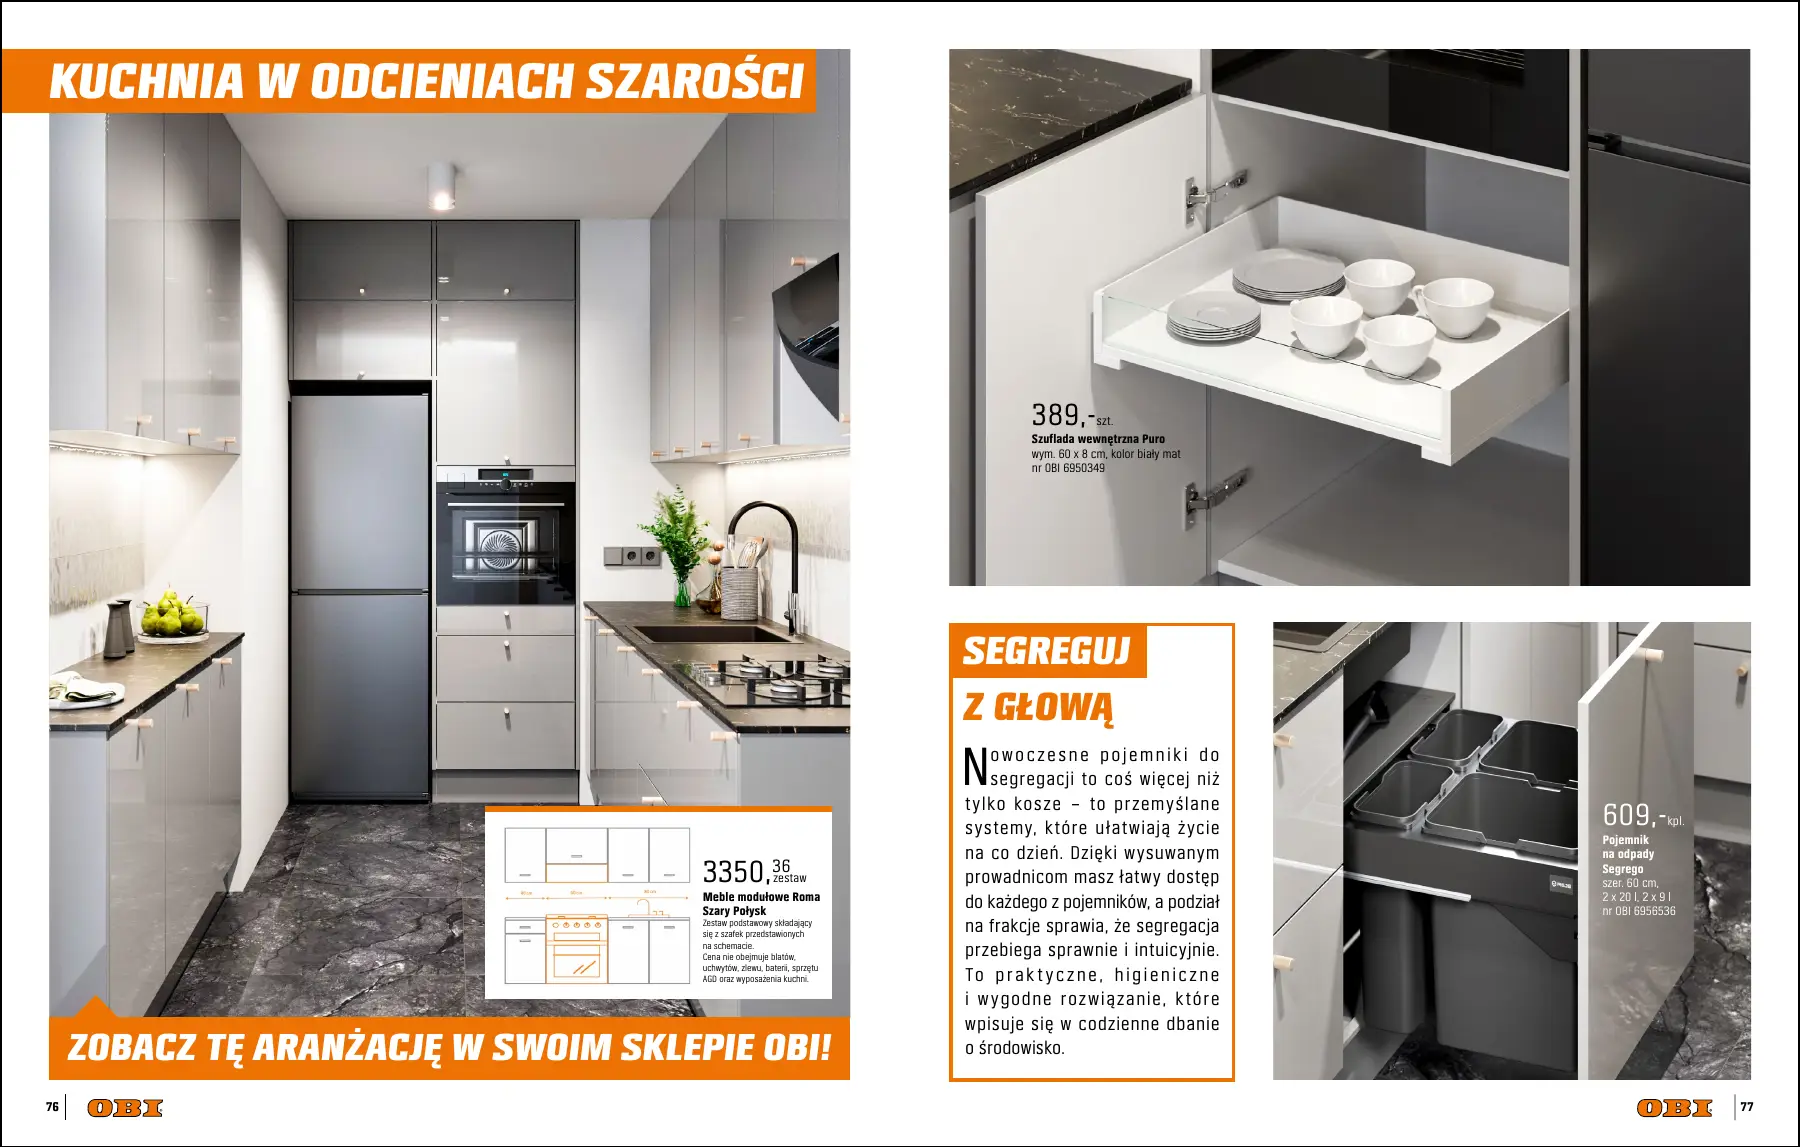 KUCHNIA W ODCIENIACH SZAROŚCI
3350,36
zestaw
Meble modułowe Roma
Szary Połysk
Zestaw podstawowy składający
się z szafek przedstawionych
na schemacie.
Cena nie obejmuje blatów,
uchwytów, zlewu, baterii, sprzętu
AGD oraz wyposażenia kuchni.
ZOBACZ TĘ ARANŻACJĘ W SWOIM SKLEPIE OBI!
76
OBI
389,-szt.
Szuflada wewnętrzna Puro
wym. 60 x 8 cm, kolor biały mat
nr OBI 6950349
SEGREGUJ
Z GŁOWĄ
Nowoczesne pojemniki do
segregacji to coś więcej niż
tylko kosze – to przemyślane
systemy, które ułatwiają życie
na co dzień. Dzięki wysuwanym
prowadnicom masz łatwy dostęp
do każdego z pojemników, a podział
na frakcje sprawia, że segregacja
przebiega sprawnie i intuicyjnie.
To praktyczne, higieniczne
i wygodne rozwiązanie, które
wpisuje się w codzienne dbanie
o środowisko.
609,-kpl.
Pojemnik
na odpady
Segrego
szer. 60 cm,
2 x 20 l, 2 x 9 l
nr OBI 6956536
OBI
77